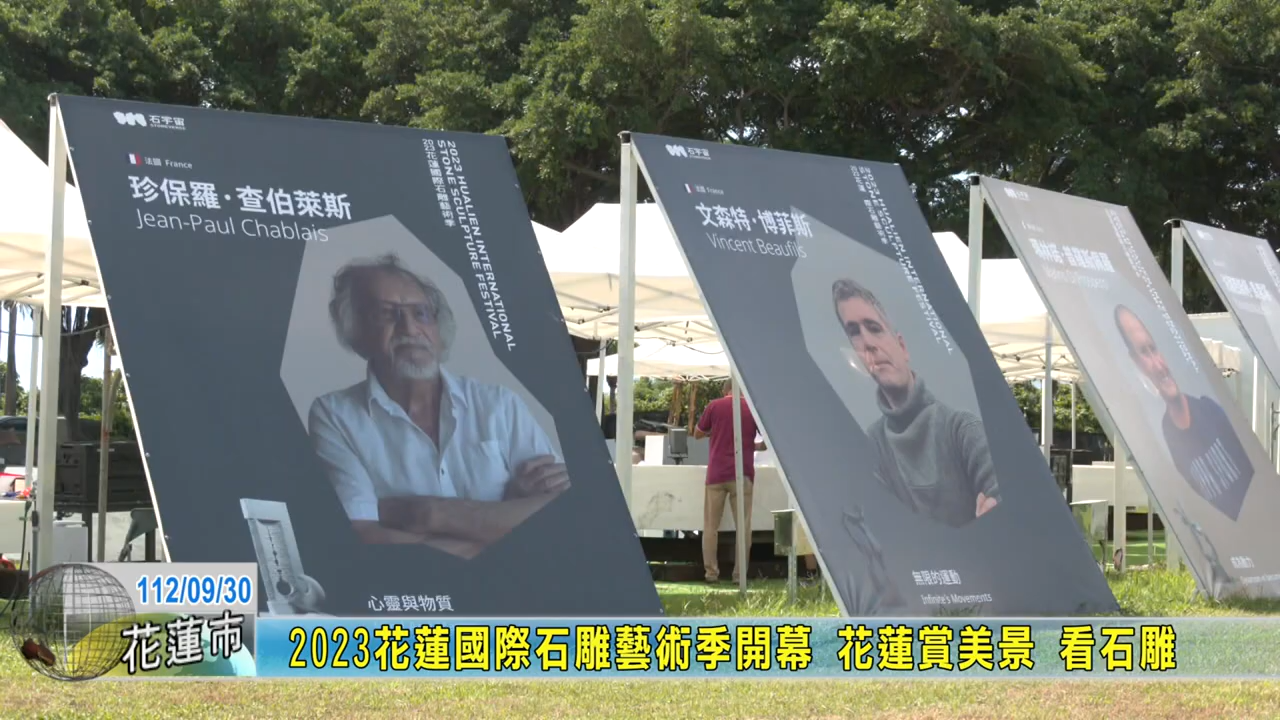 石宇宙
STONEVERSE
法國 France
珍保羅·查伯萊斯
Jean-Paul Chablais
2023 HUALIEN INTERNATIONAL
STONE SCULPTURE FESTIVAL
2023花蓮國際石雕藝術季
心靈與物質
石宇宙
法國 France
文森特·博菲斯
Vincent Beaufils
無限的運動
Infinite's Movements
112/09/30
花蓮市
2023花蓮國際石雕藝術季開幕 花蓮賞美景 看石雕